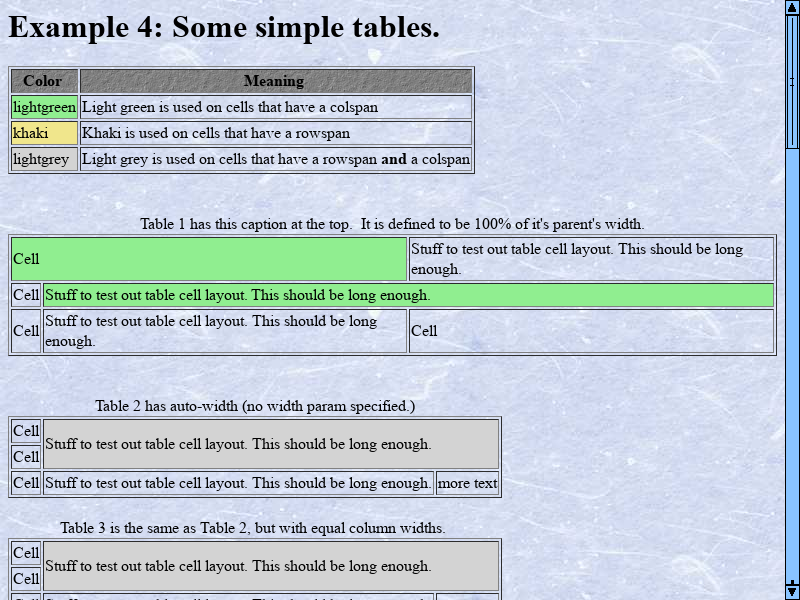 Example 4: Some simple tables.
Color Meaning
lightgreen Light green is used on cells that have a colspan
khaki Khaki is used on cells that have a rowspan
lightgrey Light grey is used on cells that have a rowspan and a colspan
Table 1 has this caption at the top.  It is defined to be 100% of it's parent's width.
Cell
Stuff to test out table cell layout. This should be long
enough.
Cell Stuff to test out table cell layout. This should be long enough.
Cell
Stuff to test out table cell layout. This should be long
enough.
Cell
Table 2 has auto-width (no width param specified.)
Cell
Stuff to test out table cell layout. This should be long enough.
Cell
Cell Stuff to test out table cell layout. This should be long enough. more text
Table 3 is the same as Table 2, but with equal column widths.
Cell
Stuff to test out table cell layout. This should be long enough.
Cell